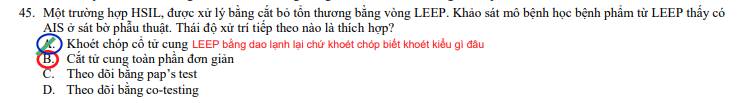 45. Một trường hợp HSIL, được xử lý bằng cắt bỏ tổn thương bằng vòng LEEP. Khảo sát mô bệnh học bệnh phẩm từ LEEP thấy có
AIS ở sát bờ phẫu thuật. Thái độ xử trí tiếp theo nào là thích hợp?
A. Khoét chóp cổ tử cung LEEP bằng dao lạnh lại chứ khoét chóp biết khoét kiểu gì đâu
B. Cắt tử cung toàn phần đơn giản
C. Theo dõi bằng pap’s test
D. Theo dõi bằng co-testing